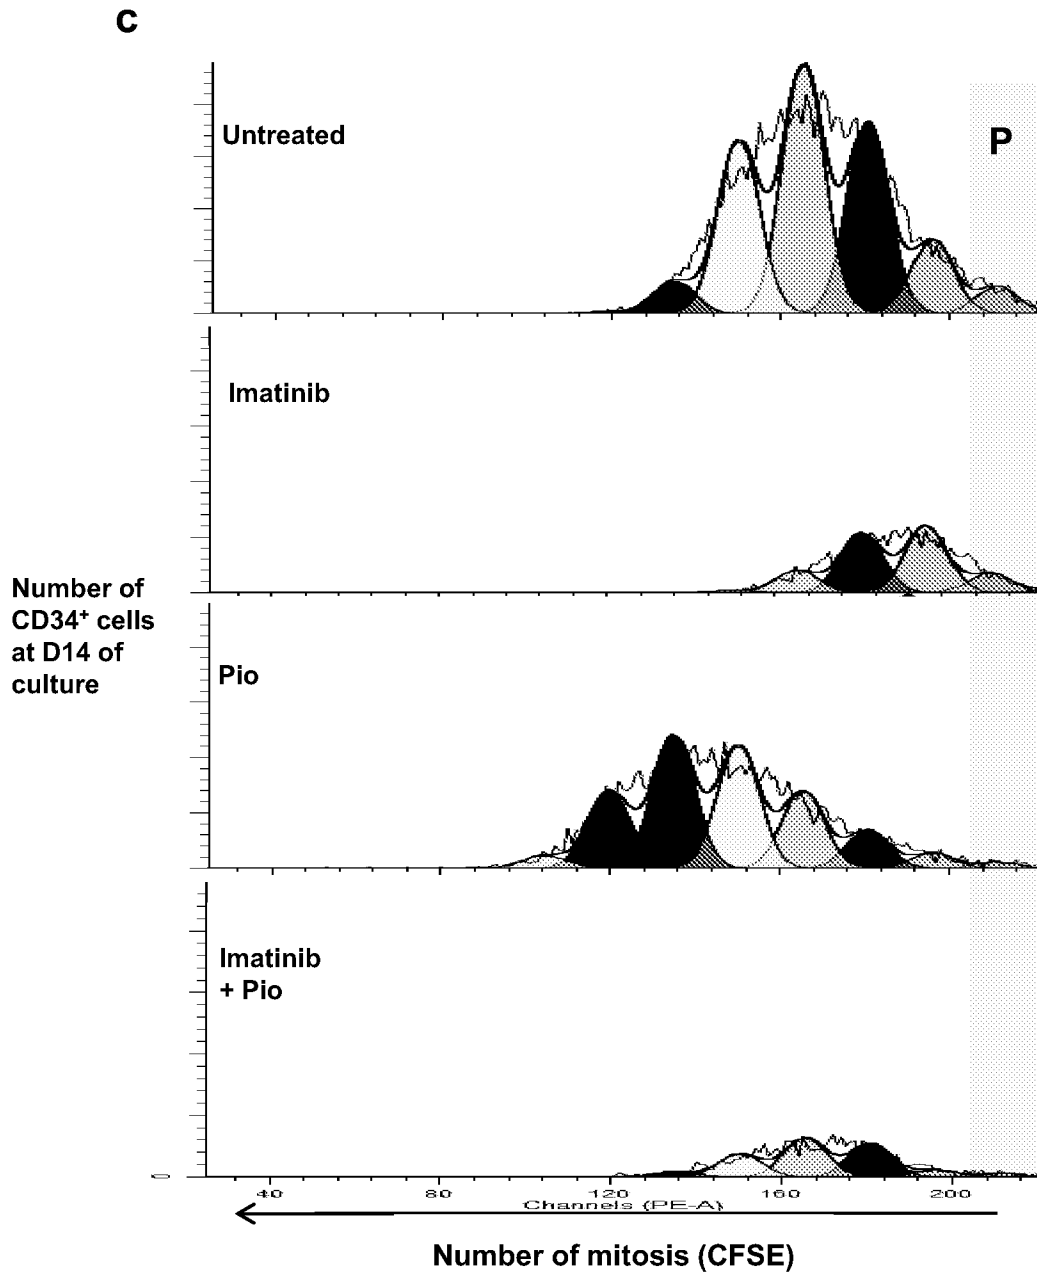 c
Untreated
P
Imatinib
Number of
CD34⁺ cells
at D14 of
culture
Pio
Imatinib
+ Pio
0
40 80 120 160 200
Channels (PE-A)
Number of mitosis (CFSE)